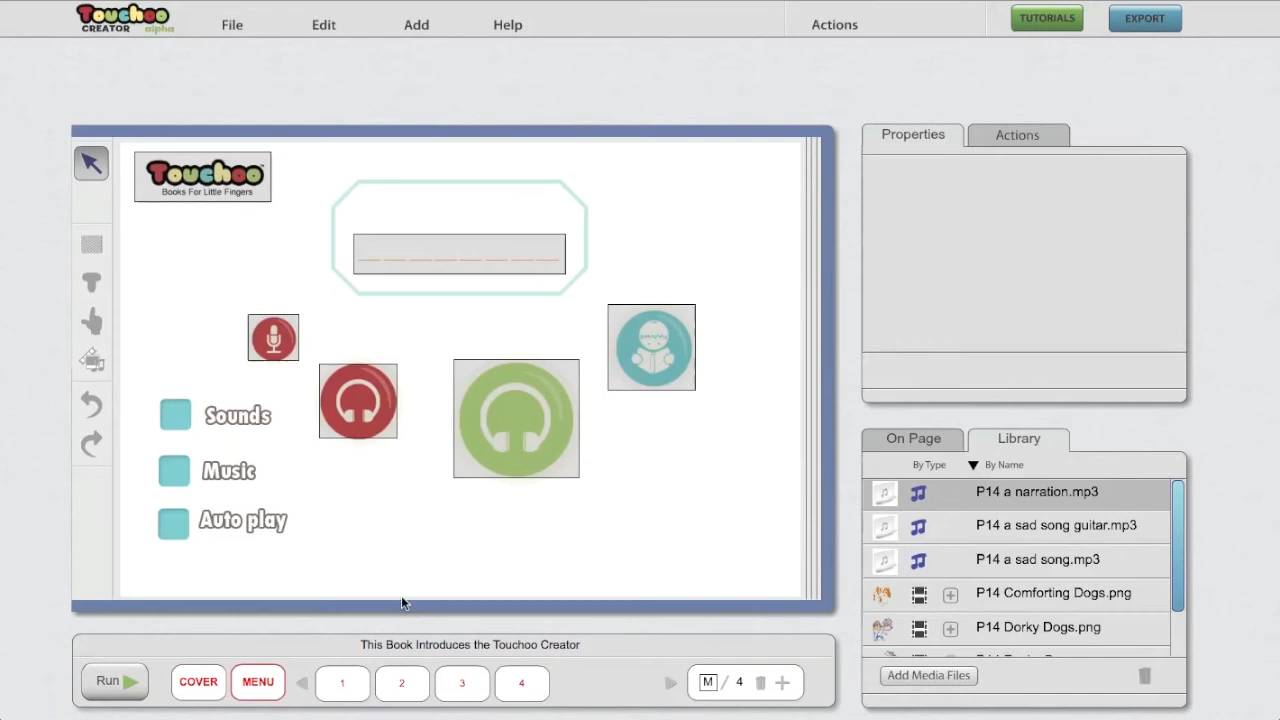 Touchoo
CREATOR alpha
File
Edit
Add
Help
Actions
TUTORIALS
EXPORT
Touchoo™
Books For Little Fingers
Sounds
Music
Auto play
Properties
Actions
On Page
Library
By Type
By Name
P14 a narration.mp3
P14 a sad song guitar.mp3
P14 a sad song.mp3
P14 Comforting Dogs.png
P14 Dorky Dogs.png
Add Media Files
This Book Introduces the Touchoo Creator
Run
COVER
MENU
1
2
3
4
M / 4